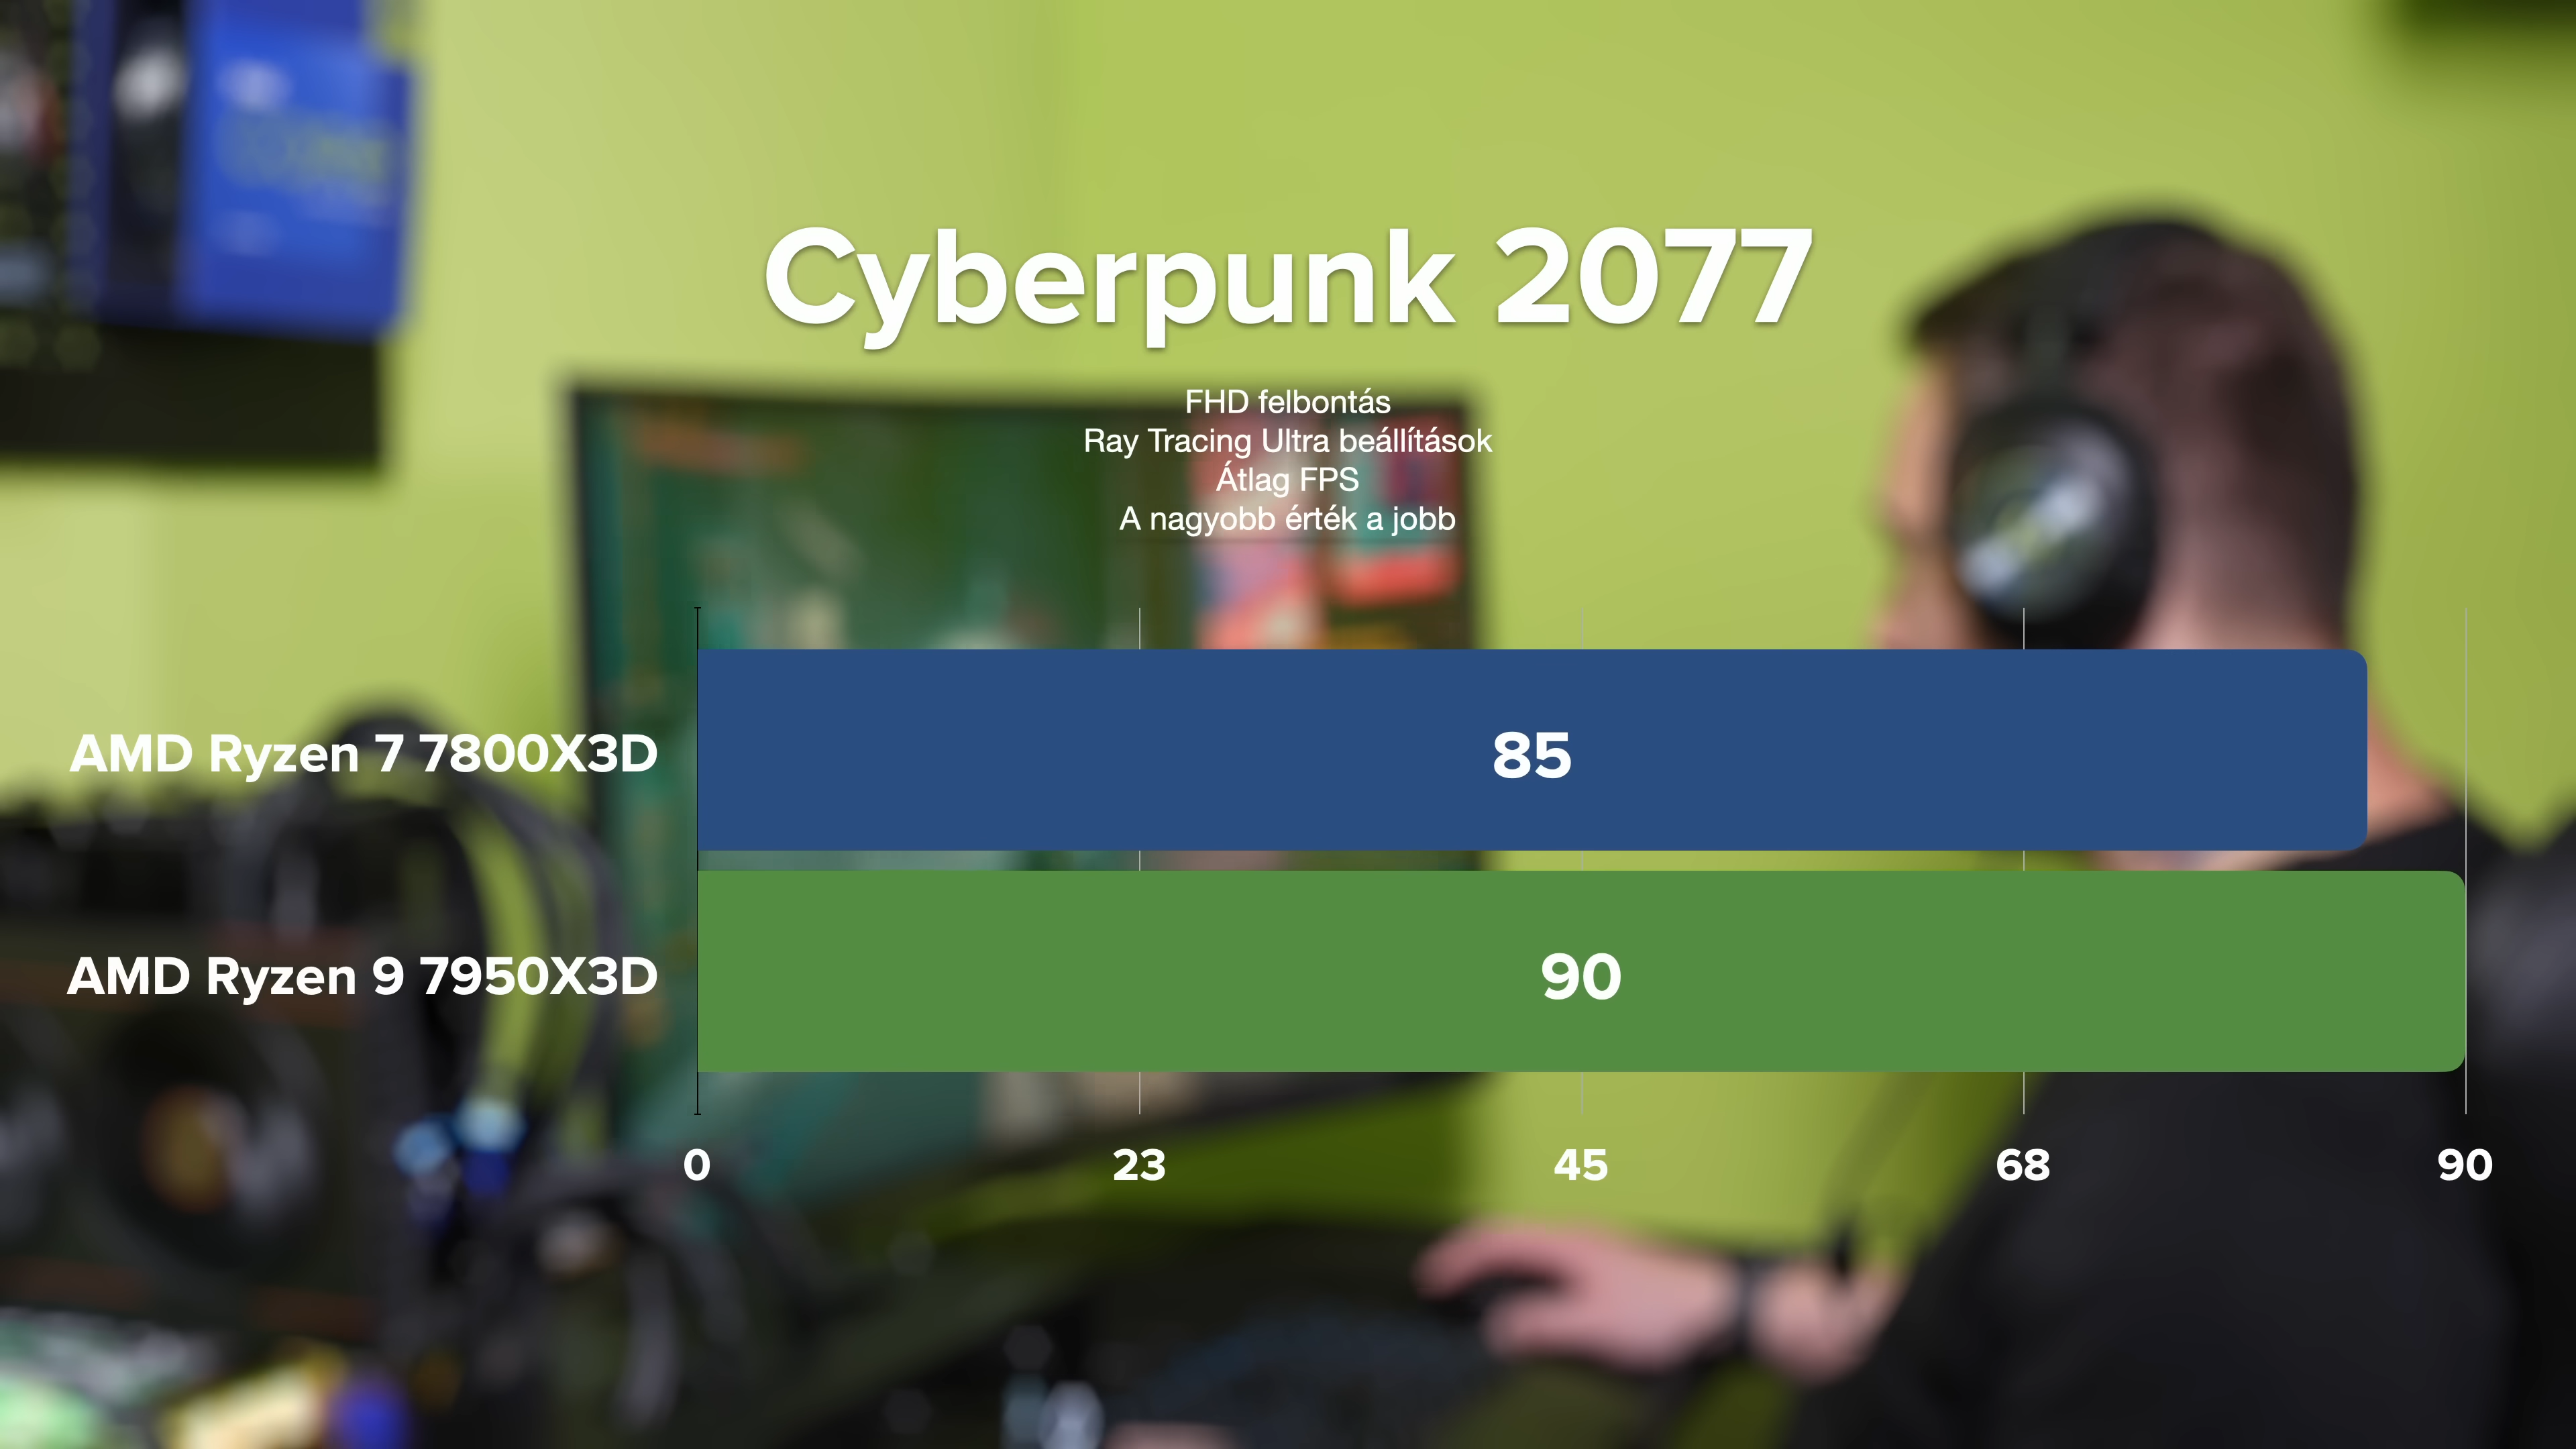 Cyberpunk 2077
FHD felbontás
Ray Tracing Ultra beállítások
Átlag FPS
A nagyobb érték a jobb
AMD Ryzen 7 7800X3D
85
AMD Ryzen 9 7950X3D
90
0 23 45 68 90